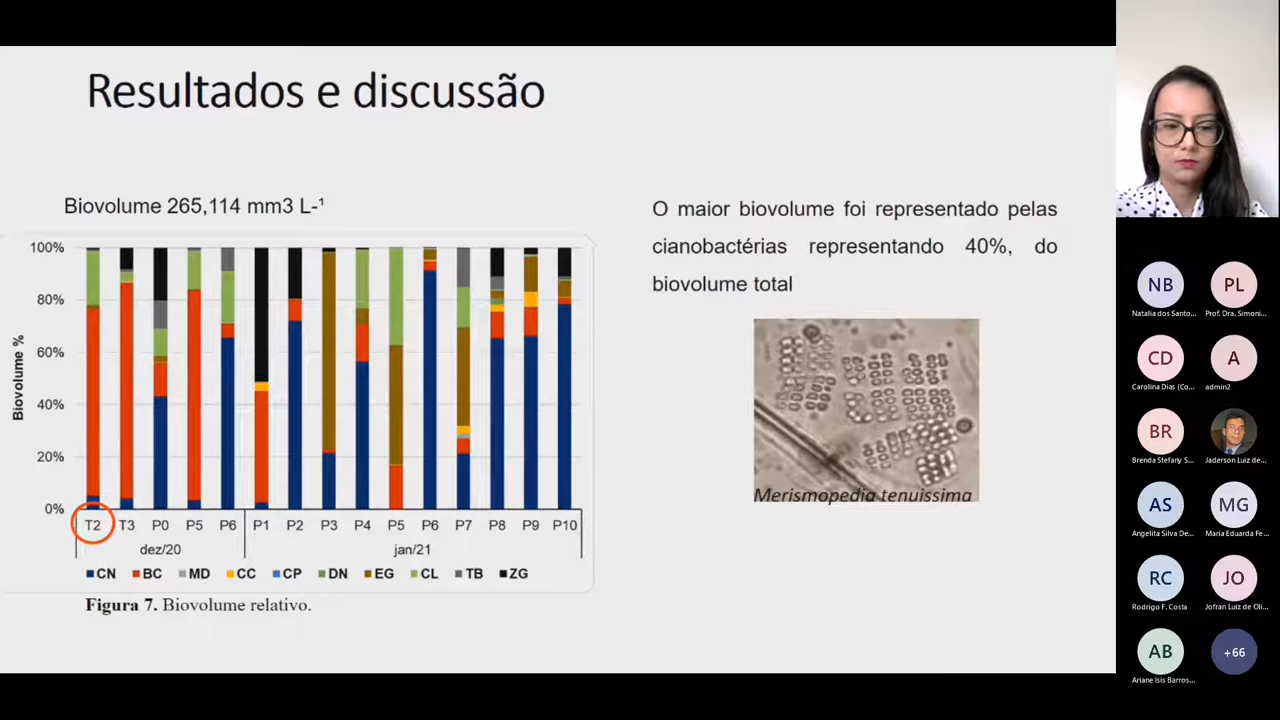 Resultados e discussão
Biovolume 265,114 mm3 L-¹
O maior biovolume foi representado pelas
cianobactérias representando 40%, do
biovolume total
Biovolume %
100%
80%
60%
40%
20%
0%
T2 T3 P0 P5 P6 P1 P2 P3 P4 P5 P6 P7 P8 P9 P10
dez/20 jan/21
CN BC MD CC CP DN EG CL TB ZG
Figura 7. Biovolume relativo.
Merismopedia tenuissima
NB PL
Natalia dos Santo... Prof. Dra. Simoni...
CD A
Carolina Dias (Co... admin2
BR
Brenda Stefany S... Jaderson Luiz de...
AS MG
Angelita Silva De... Maria Eduarda Fe...
RC JO
Rodrigo F. Costa Jofran Luiz de Oli...
AB +66
Ariane Isis Barros...